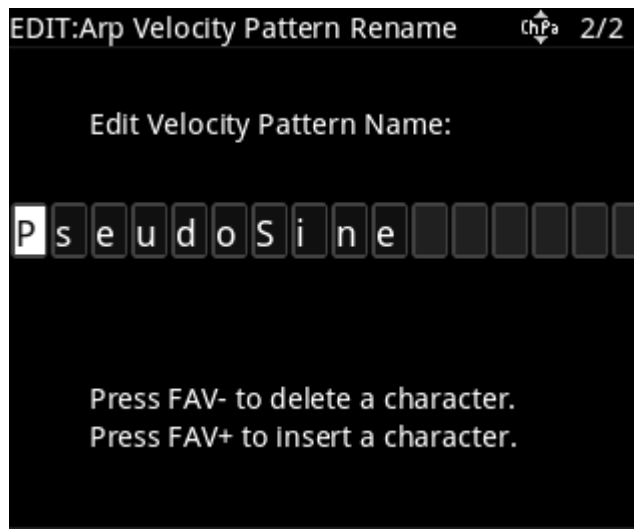 EDIT:Arp Velocity Pattern Rename ChPa 2/2
Edit Velocity Pattern Name:
PseudoSine
Press FAV- to delete a character.
Press FAV+ to insert a character.